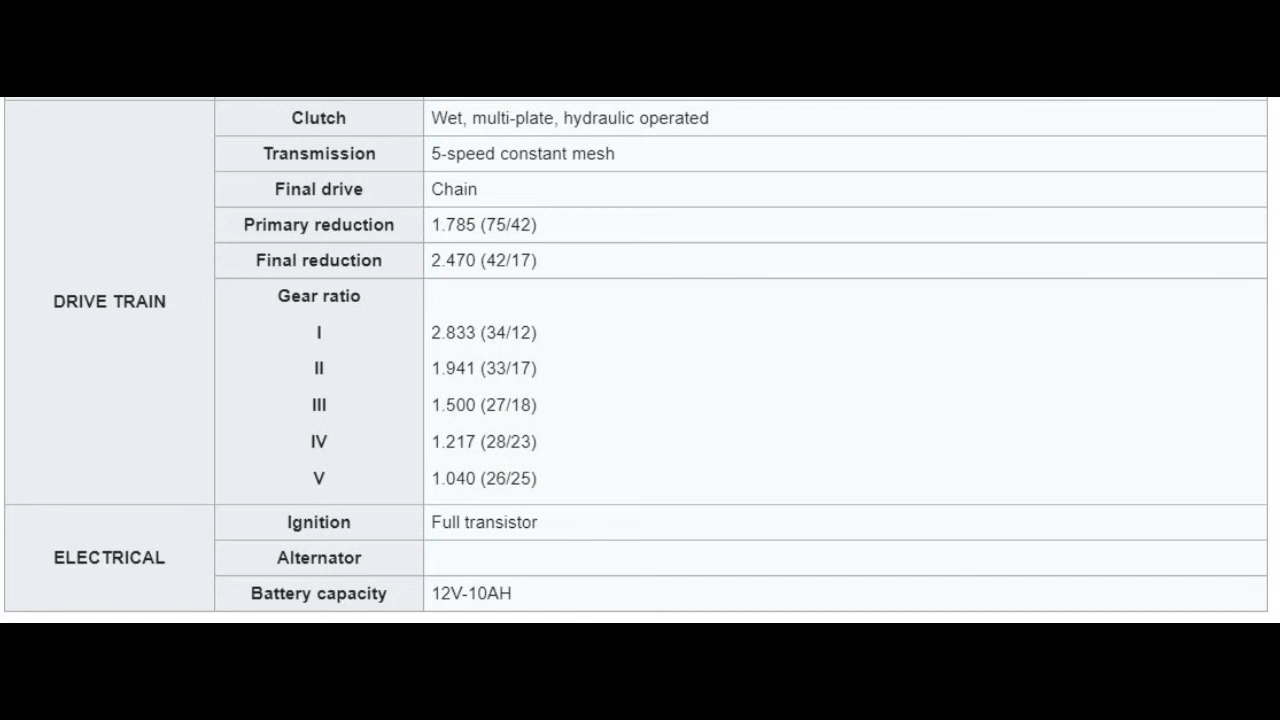 Clutch Wet, multi-plate, hydraulic operated
Transmission 5-speed constant mesh
Final drive Chain
Primary reduction 1.785 (75/42)
Final reduction 2.470 (42/17)
DRIVE TRAIN
Gear ratio
I 2.833 (34/12)
II 1.941 (33/17)
III 1.500 (27/18)
IV 1.217 (28/23)
V 1.040 (26/25)
Ignition Full transistor
ELECTRICAL Alternator
Battery capacity 12V-10AH